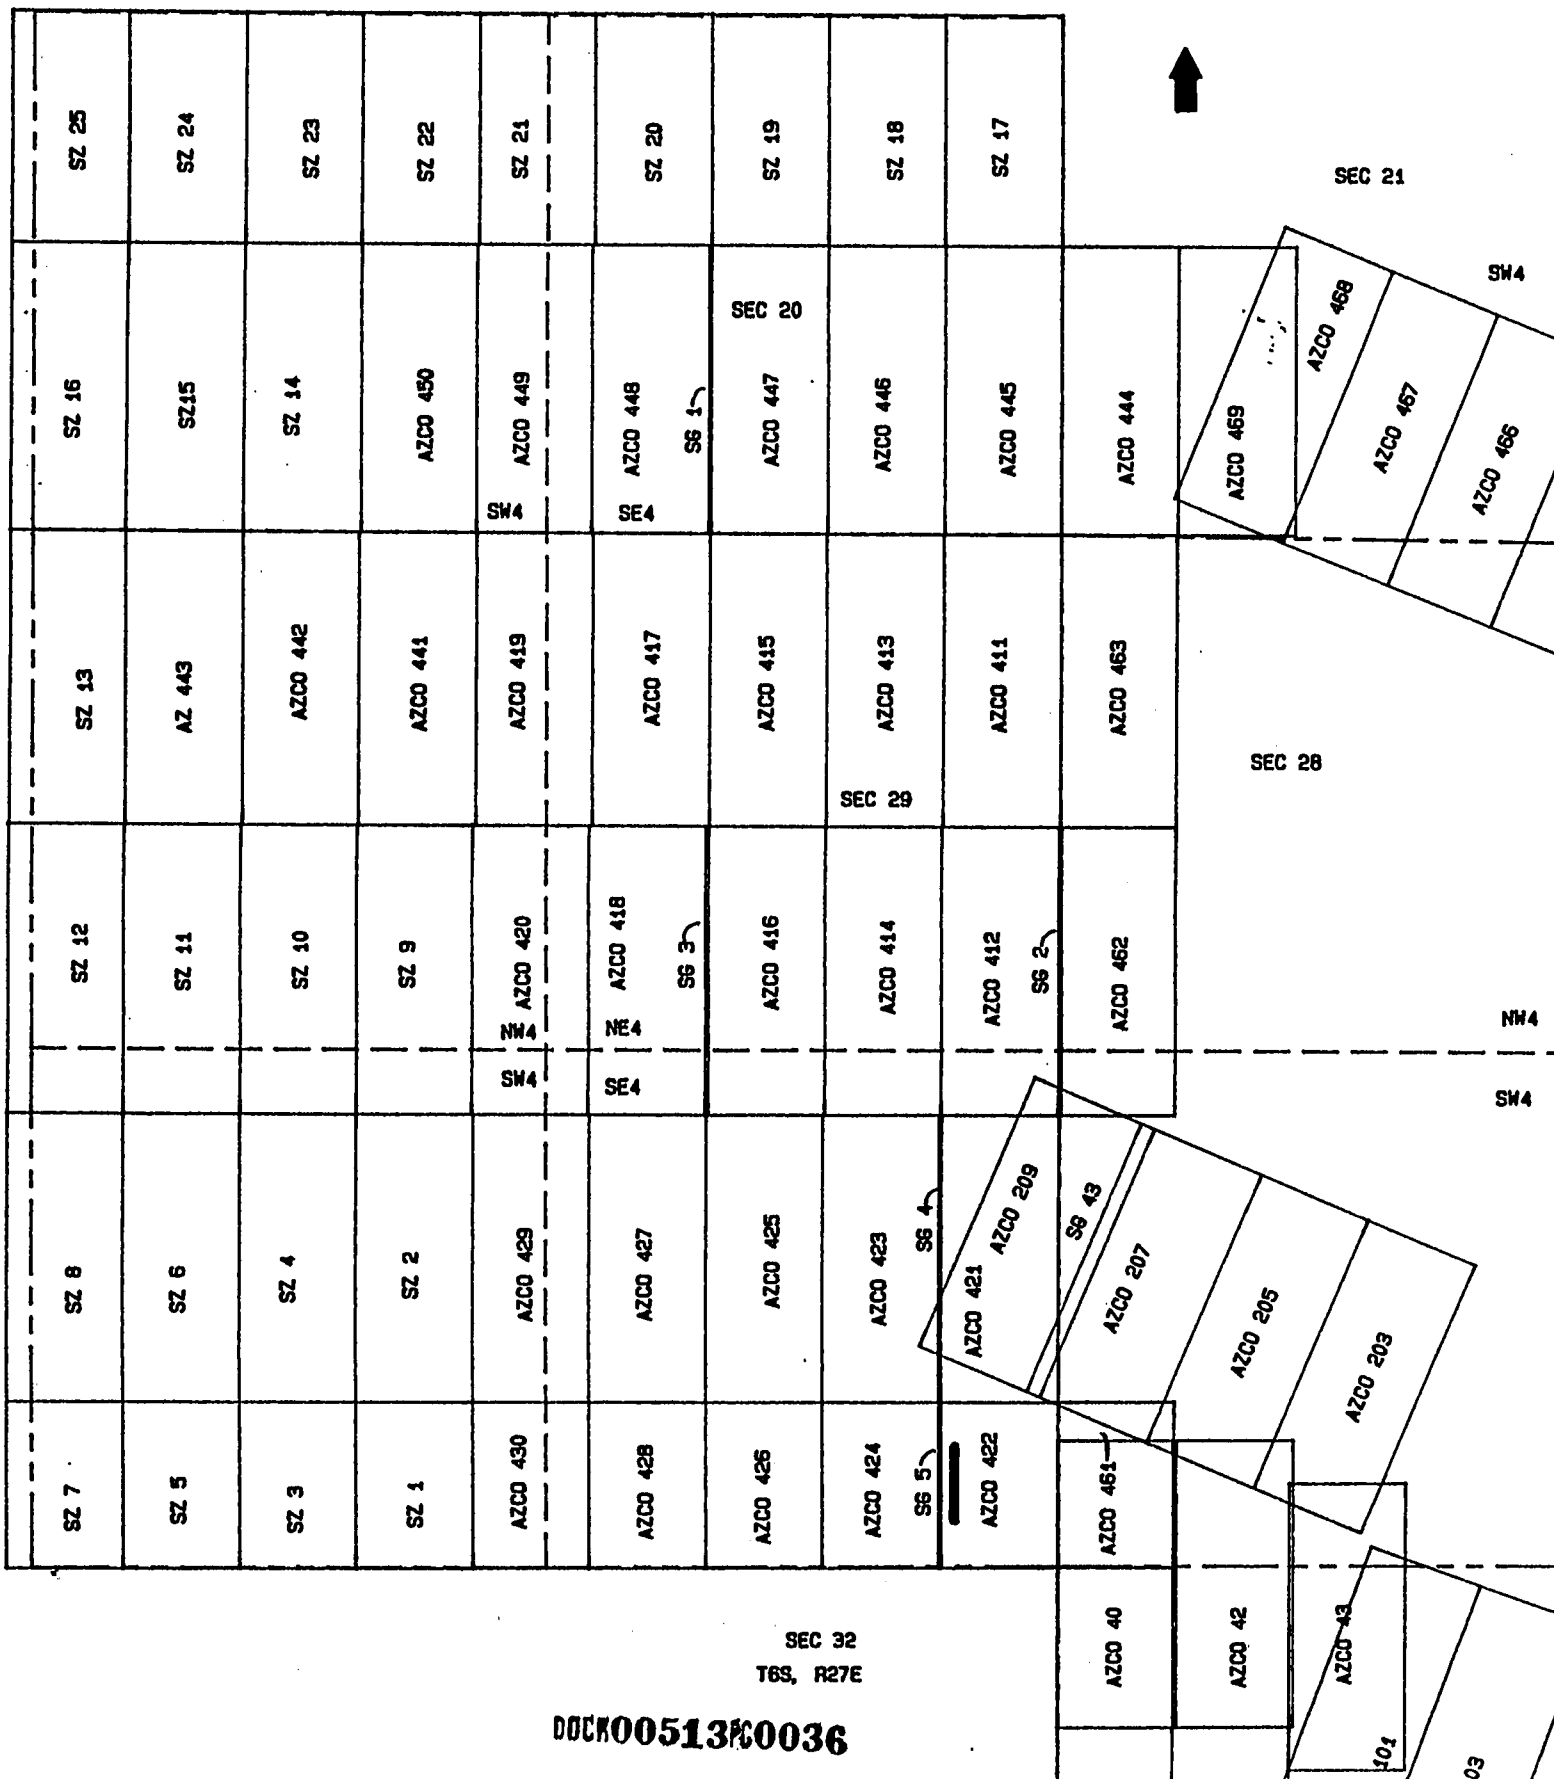 SZ 25
SZ 24
SZ 23
SZ 22
SZ 21
SZ 20
SZ 19
SZ 18
SZ 17
SEC 21
SW4
SEC 20
SZ 16
SZ15
SZ 14
AZCO 450
AZCO 449
AZCO 448
SG 1
AZCO 447
AZCO 446
AZCO 445
AZCO 444
AZCO 469
AZCO 468
AZCO 467
AZCO 466
SW4
SE4
SZ 13
AZ 443
AZCO 442
AZCO 441
AZCO 419
AZCO 417
AZCO 415
AZCO 413
AZCO 411
AZCO 463
SEC 28
SEC 29
SZ 12
SZ 11
SZ 10
SZ 9
AZCO 420
AZCO 418
SG 3
AZCO 416
AZCO 414
AZCO 412
SG 2
AZCO 462
NW4
NE4
NW4
SW4
SE4
SW4
SZ 8
SZ 6
SZ 4
SZ 2
AZCO 429
AZCO 427
AZCO 425
AZCO 423
SG 4
AZCO 421
AZCO 209
SG 43
AZCO 207
AZCO 205
AZCO 203
SZ 7
SZ 5
SZ 3
SZ 1
AZCO 430
AZCO 428
AZCO 426
AZCO 424
SG 5
AZCO 422
AZCO 461
AZCO 40
AZCO 42
AZCO 43
101
03
SEC 32
T6S, R27E
DOCK00513PG0036